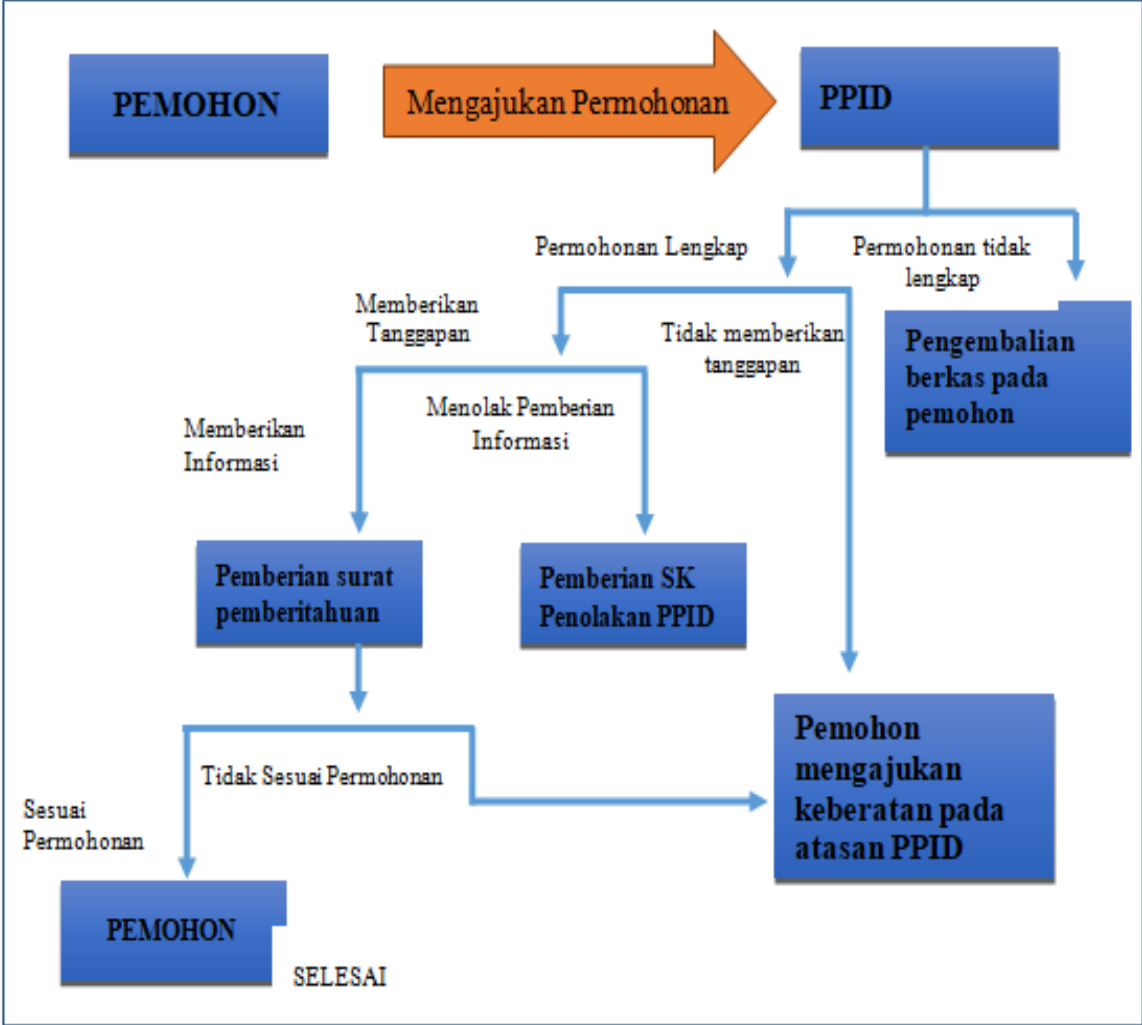 PEMOHON
Mengajukan Permohonan
PPID
Permohonan Lengkap
Permohonan tidak
lengkap
Memberikan
Tanggapan
Tidak memberikan
tanggapan
Pengembalian
berkas pada
pemohon
Memberikan
Informasi
Menolak Pemberian
Informasi
Pemberian surat
pemberitahuan
Pemberian SK
Penolakan PPID
Pemohon
mengajukan
keberatan pada
atasan PPID
Tidak Sesuai Permohonan
Sesuai
Permohonan
PEMOHON
SELESAI